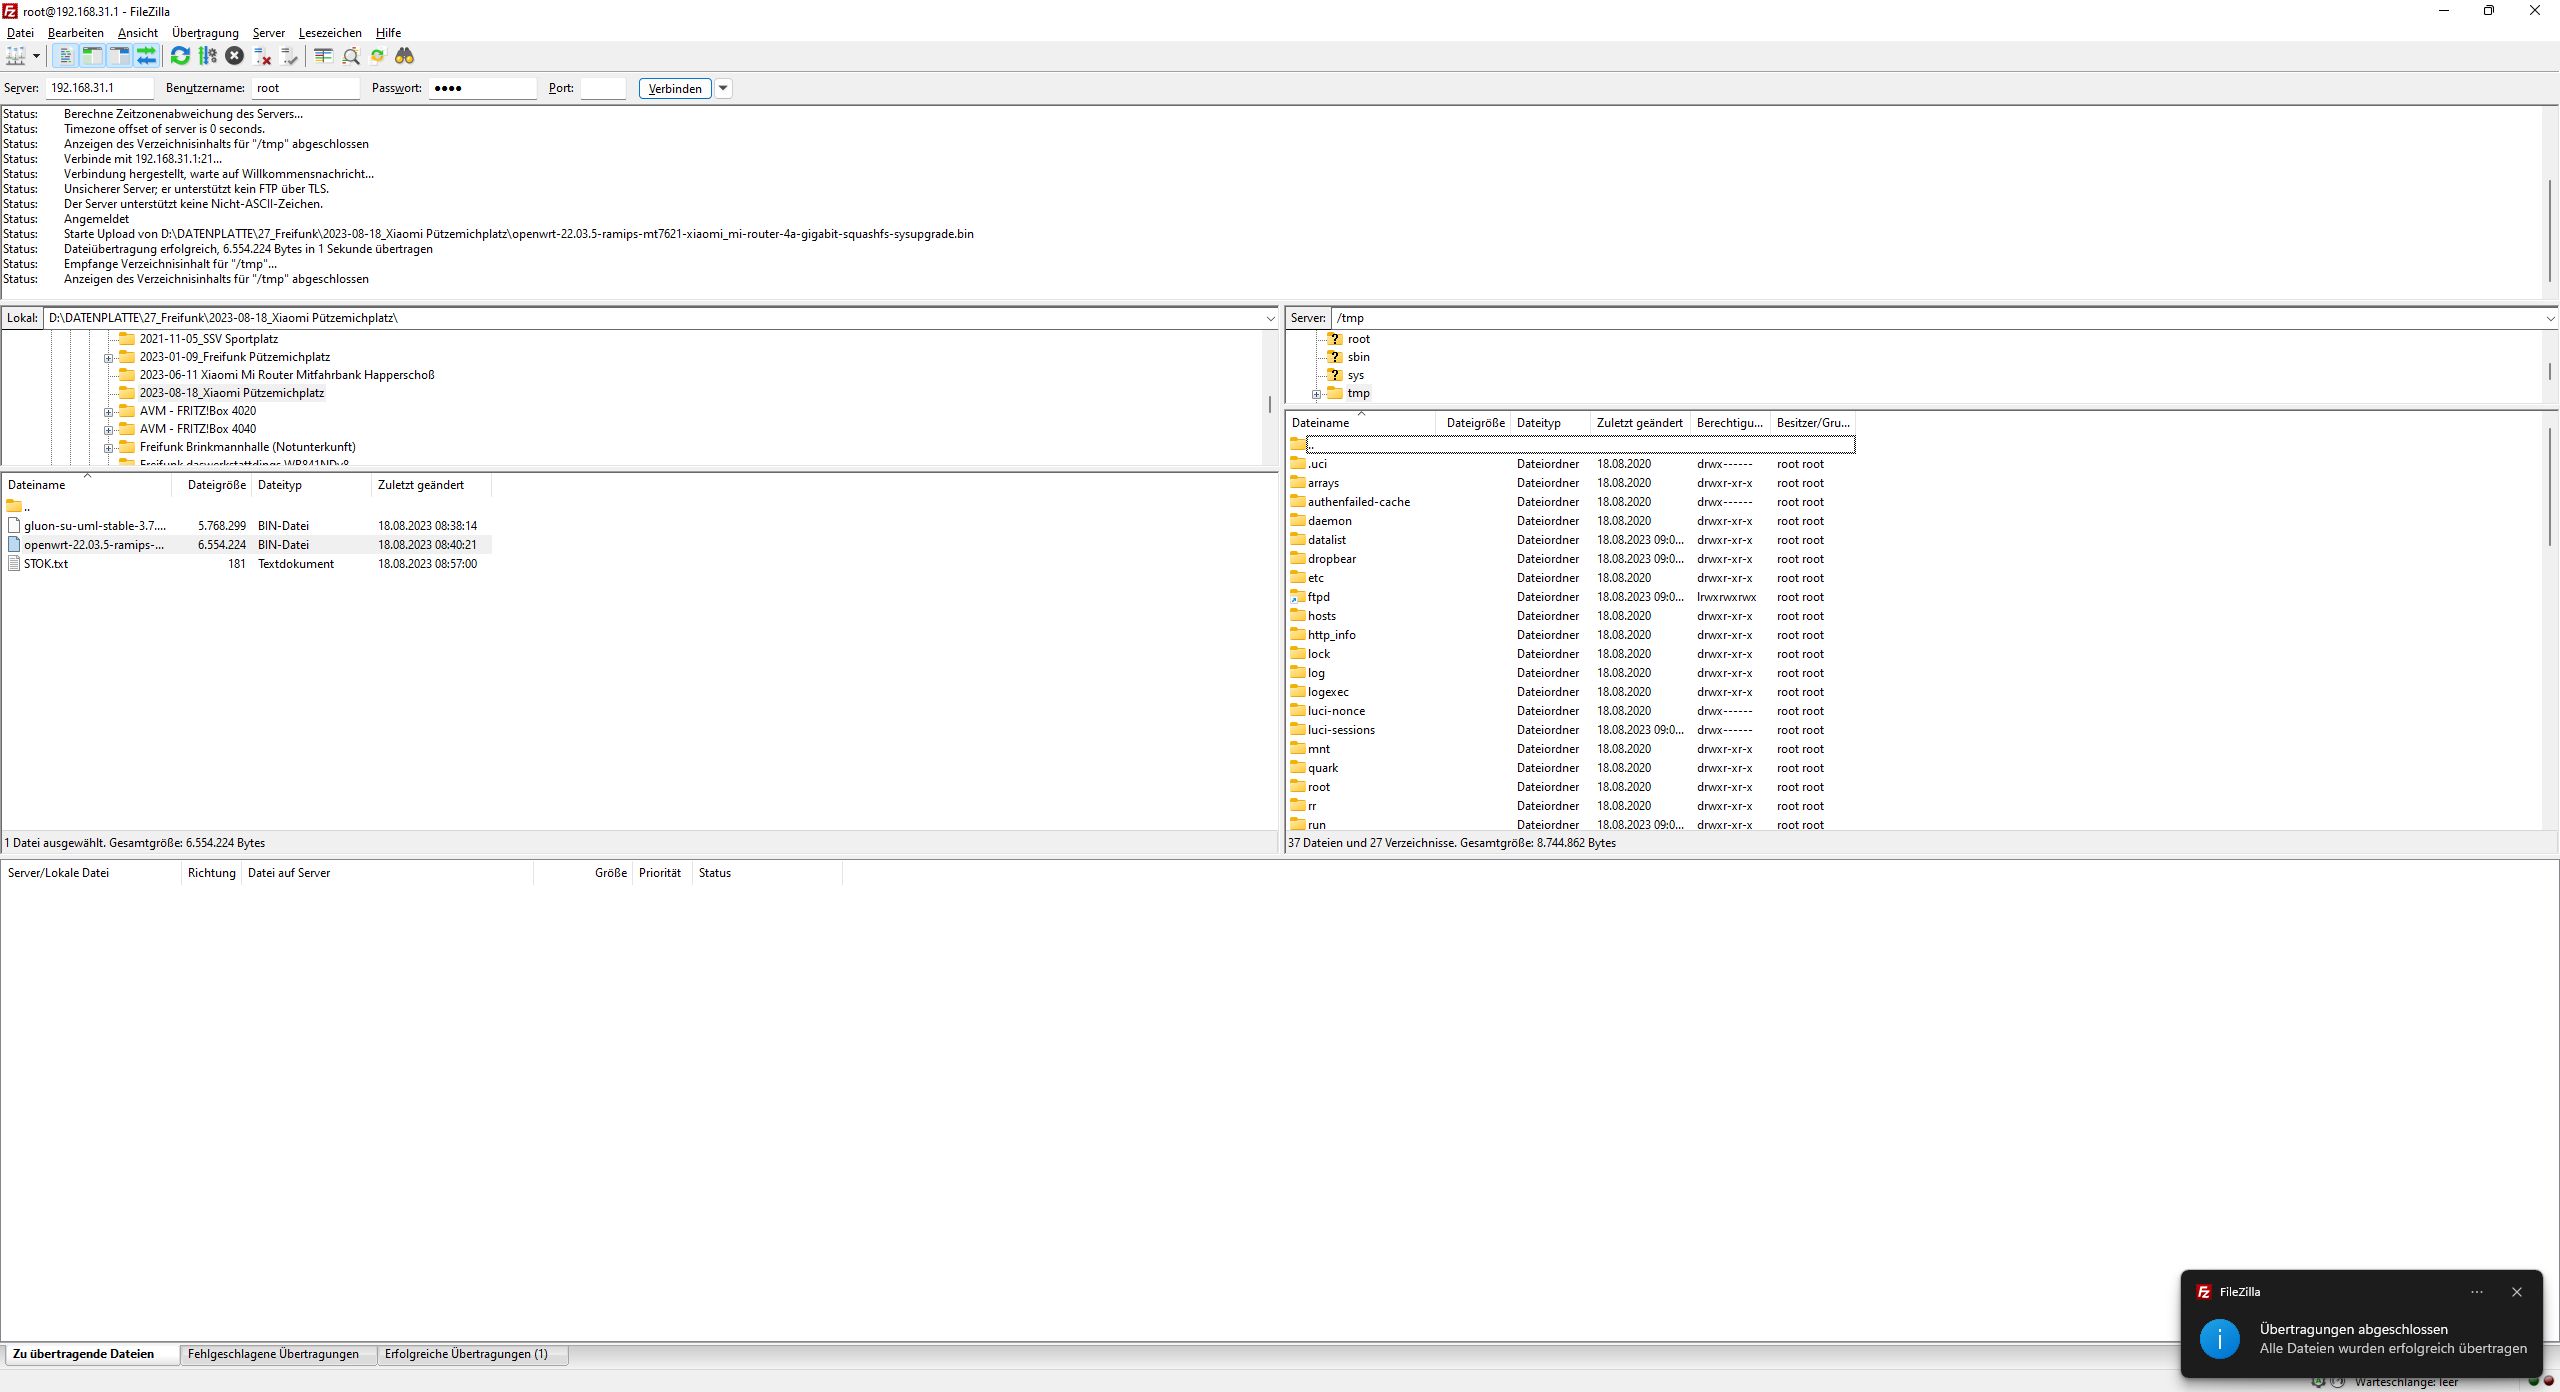 root@192.168.31.1 - FileZilla
Datei Bearbeiten Ansicht Übertragung Server Lesezeichen Hilfe
Server: 192.168.31.1 Benutzername: root Passwort: ●●●● Port: Verbinden
Status: Berechne Zeitzonenabweichung des Servers...
Status: Timezone offset of server is 0 seconds.
Status: Anzeigen des Verzeichnisinhalts für "/tmp" abgeschlossen
Status: Verbinde mit 192.168.31.1:21...
Status: Verbindung hergestellt, warte auf Willkommensnachricht...
Status: Unsicherer Server; er unterstützt kein FTP über TLS.
Status: Der Server unterstützt keine Nicht-ASCII-Zeichen.
Status: Angemeldet
Status: Starte Upload von D:\DATENPLATTE\27_Freifunk\2023-08-18_Xiaomi Pützemichplatz\openwrt-22.03.5-ramips-mt7621-xiaomi_mi-router-4a-gigabit-squashfs-sysupgrade.bin
Status: Dateiübertragung erfolgreich, 6.554.224 Bytes in 1 Sekunde übertragen
Status: Empfange Verzeichnisinhalt für "/tmp"...
Status: Anzeigen des Verzeichnisinhalts für "/tmp" abgeschlossen
Lokal: D:\DATENPLATTE\27_Freifunk\2023-08-18_Xiaomi Pützemichplatz\
2021-11-05_SSV Sportplatz
2023-01-09_Freifunk Pützemichplatz
2023-06-11 Xiaomi Mi Router Mitfahrbank Happerschoß
2023-08-18_Xiaomi Pützemichplatz
AVM - FRITZ!Box 4020
AVM - FRITZ!Box 4040
Freifunk Brinkmannhalle (Notunterkunft)
Freifunk daswerkstattdings WR841NDv8
Dateiname Dateigröße Dateityp Zuletzt geändert
..
gluon-su-uml-stable-3.7.... 5.768.299 BIN-Datei 18.08.2023 08:38:14
openwrt-22.03.5-ramips-... 6.554.224 BIN-Datei 18.08.2023 08:40:21
STOK.txt 181 Textdokument 18.08.2023 08:57:00
1 Datei ausgewählt. Gesamtgröße: 6.554.224 Bytes
Server: /tmp
root
sbin
sys
tmp
Dateiname Dateigröße Dateityp Zuletzt geändert Berechtigu... Besitzer/Gru...
..
.uci Dateiordner 18.08.2020 drwx------ root root
arrays Dateiordner 18.08.2020 drwxr-xr-x root root
authenfailed-cache Dateiordner 18.08.2020 drwx------ root root
daemon Dateiordner 18.08.2020 drwxr-xr-x root root
datalist Dateiordner 18.08.2023 09:0... drwxr-xr-x root root
dropbear Dateiordner 18.08.2023 09:0... drwxr-xr-x root root
etc Dateiordner 18.08.2020 drwxr-xr-x root root
ftpd Dateiordner 18.08.2023 09:0... lrwxrwxrwx root root
hosts Dateiordner 18.08.2020 drwxr-xr-x root root
http_info Dateiordner 18.08.2020 drwxr-xr-x root root
lock Dateiordner 18.08.2020 drwxr-xr-x root root
log Dateiordner 18.08.2020 drwxr-xr-x root root
logexec Dateiordner 18.08.2020 drwxr-xr-x root root
luci-nonce Dateiordner 18.08.2020 drwx------ root root
luci-sessions Dateiordner 18.08.2023 09:0... drwx------ root root
mnt Dateiordner 18.08.2020 drwxr-xr-x root root
quark Dateiordner 18.08.2020 drwxr-xr-x root root
root Dateiordner 18.08.2020 drwxr-xr-x root root
rr Dateiordner 18.08.2020 drwxr-xr-x root root
run Dateiordner 18.08.2023 09:0... drwxr-xr-x root root
37 Dateien und 27 Verzeichnisse. Gesamtgröße: 8.744.862 Bytes
Server/Lokale Datei Richtung Datei auf Server Größe Priorität Status
Zu übertragende Dateien Fehlgeschlagene Übertragungen Erfolgreiche Übertragungen (1)
FileZilla
Übertragungen abgeschlossen
Alle Dateien wurden erfolgreich übertragen
Warteschlange: leer